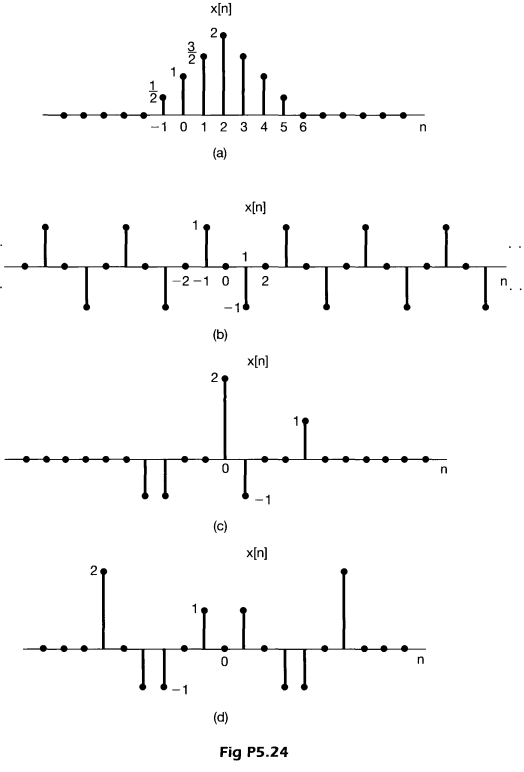 x[n]
2
3/2
1
1/2
−1 0 1 2 3 4 5 6 n
(a)
x[n]
1
1
−2 −1 0 2 n
−1
(b)
x[n]
2
1
0 n
−1
(c)
x[n]
2
1
0 n
−1
(d)
Fig P5.24